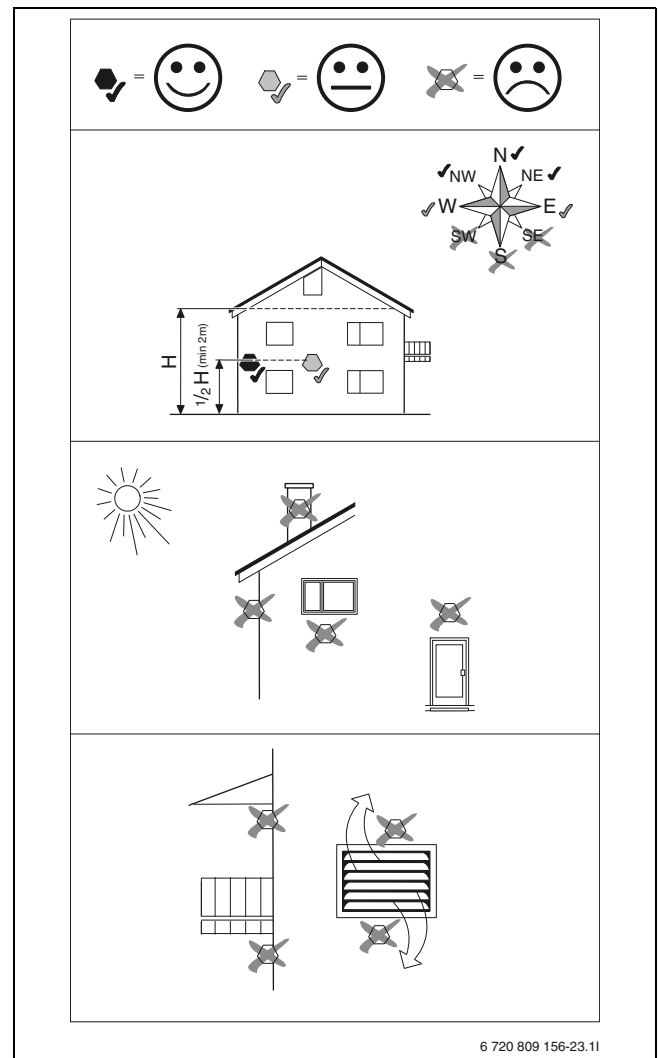 = = =
N
NW NE
W E
SW SE
S
H
1/2 H (min 2m)
6 720 809 156-23.1I